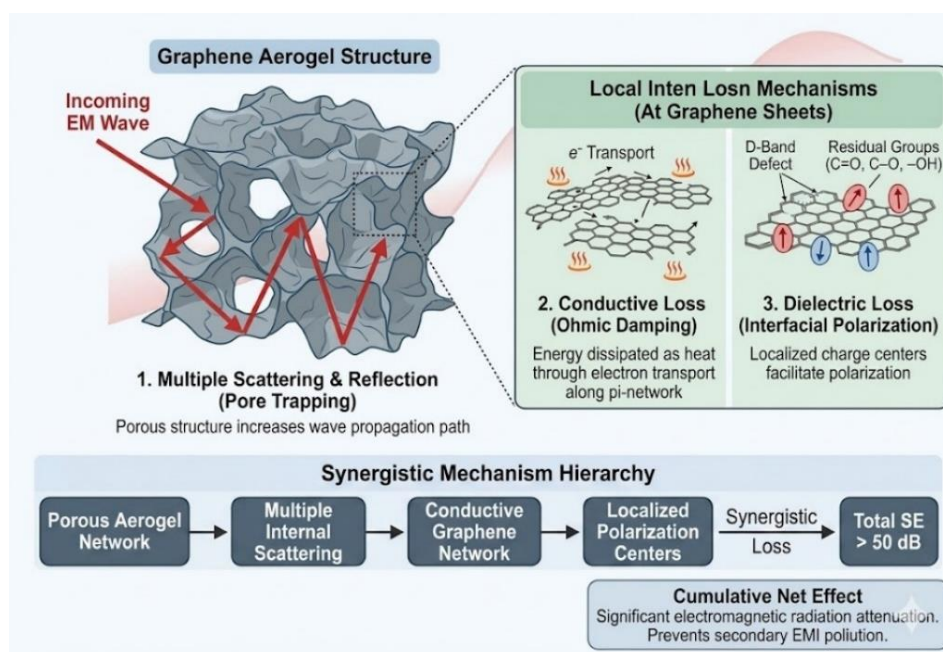 Graphene Aerogel Structure
Incoming
EM Wave
1. Multiple Scattering & Reflection
(Pore Trapping)
Porous structure increases wave propagation path
Local Inten Losn Mechanisms
(At Graphene Sheets)
e⁻ Transport
2. Conductive Loss
(Ohmic Damping)
Energy dissipated as heat
through electron transport
along pi-network
D-Band
Defect
Residual Groups
(C=O, C–O, –OH)
3. Dielectric Loss
(Interfacial Polarization)
Localized charge centers
facilitate polarization
Synergistic Mechanism Hierarchy
Porous Aerogel
Network
Multiple
Internal
Scattering
Conductive
Graphene
Network
Localized
Polarization
Centers
Synergistic
Loss
Total SE
> 50 dB
Cumulative Net Effect
Significant electromagnetic radiation attenuation.
Prevents secondary EMI poliution.